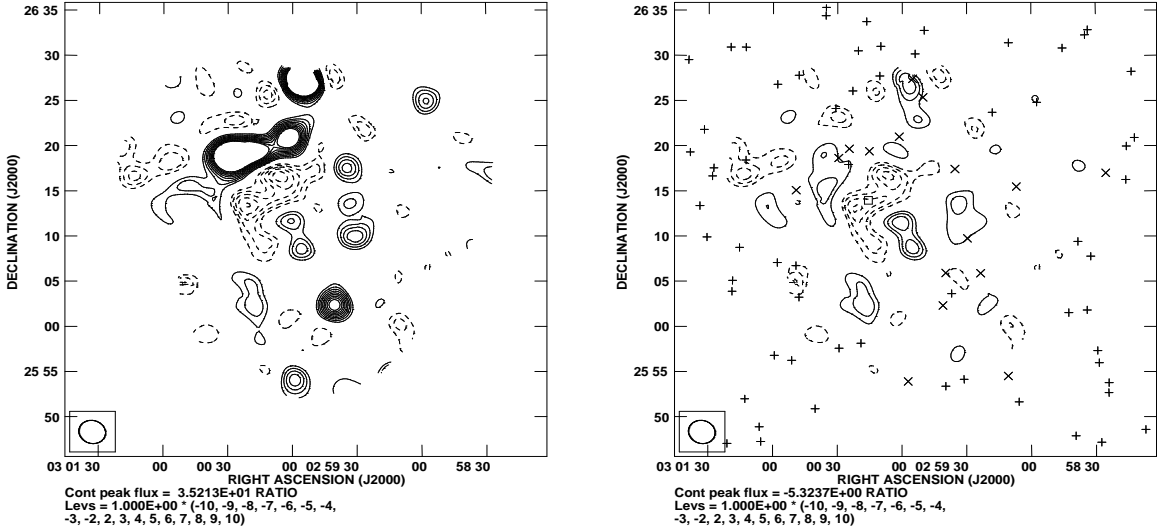 26 35
30
25
20
15
10
05
00
25 55
50
DECLINATION (J2000)
03 01 30
00
00 30
00
02 59 30
00
58 30
RIGHT ASCENSION (J2000)
Cont peak flux = 3.5213E+01 RATIO
Levs = 1.000E+00 * (-10, -9, -8, -7, -6, -5, -4,
-3, -2, 2, 3, 4, 5, 6, 7, 8, 9, 10)
26 35
30
25
20
15
10
05
00
25 55
50
DECLINATION (J2000)
03 01 30
00
00 30
00
02 59 30
00
58 30
RIGHT ASCENSION (J2000)
Cont peak flux = -5.3237E+00 RATIO
Levs = 1.000E+00 * (-10, -9, -8, -7, -6, -5, -4,
-3, -2, 2, 3, 4, 5, 6, 7, 8, 9, 10)